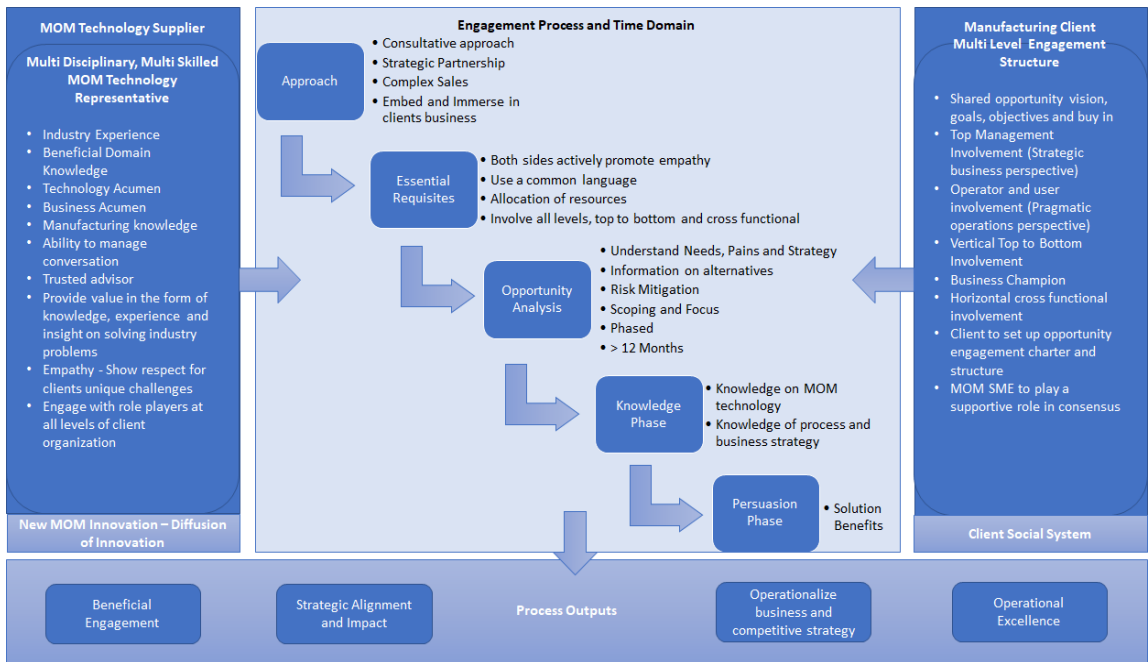 MOM Technology Supplier
Multi Disciplinary, Multi Skilled
MOM Technology
Representative
• Industry Experience
• Beneficial Domain
Knowledge
• Technology Acumen
• Business Acumen
• Manufacturing knowledge
• Ability to manage
conversation
• Trusted advisor
• Provide value in the form of
knowledge, experience and
insight on solving industry
problems
• Empathy - Show respect for
clients unique challenges
• Engage with role players at
all levels of client
organization
New MOM Innovation – Diffusion
of Innovation
Engagement Process and Time Domain
Approach
• Consultative approach
• Strategic Partnership
• Complex Sales
• Embed and Immerse in
clients business
Essential
Requisites
• Both sides actively promote empathy
• Use a common language
• Allocation of resources
• Involve all levels, top to bottom and cross functional
Opportunity
Analysis
• Understand Needs, Pains and Strategy
• Information on alternatives
• Risk Mitigation
• Scoping and Focus
• Phased
• > 12 Months
Knowledge
Phase
• Knowledge on MOM
technology
• Knowledge of process and
business strategy
Persuasion
Phase
• Solution
Benefits
Manufacturing Client
Multi Level Engagement
Structure
• Shared opportunity vision,
goals, objectives and buy in
• Top Management
Involvement (Strategic
business perspective)
• Operator and user
involvement (Pragmatic
operations perspective)
• Vertical Top to Bottom
Involvement
• Business Champion
• Horizontal cross functional
involvement
• Client to set up opportunity
engagement charter and
structure
• MOM SME to play a
supportive role in consensus
Client Social System
Beneficial
Engagement
Strategic Alignment
and Impact
Process Outputs
Operationalize
business and
competitive strategy
Operational
Excellence